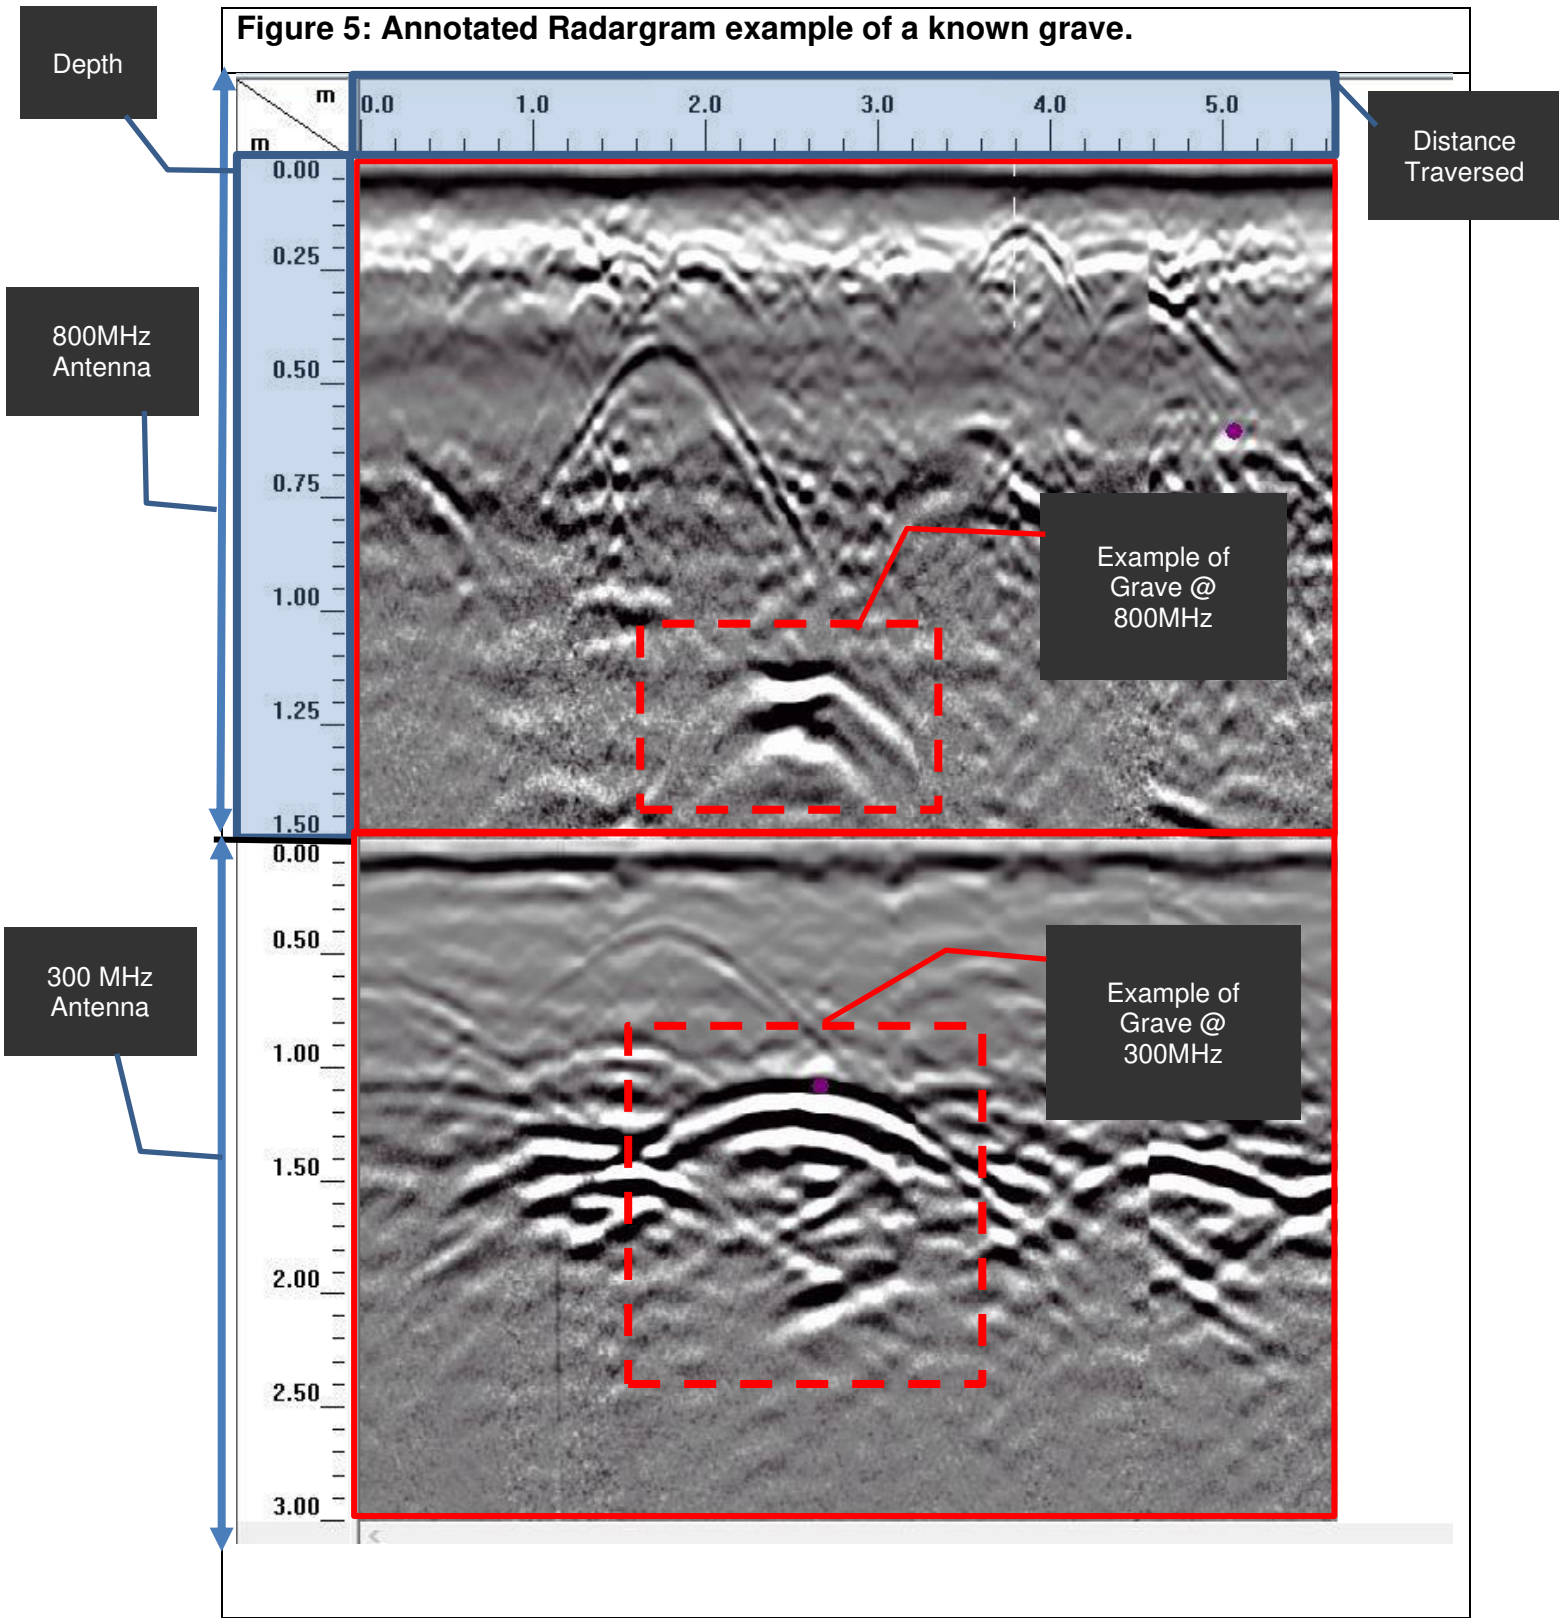 Figure 5: Annotated Radargram example of a known grave.
Depth
m
m
0.0 1.0 2.0 3.0 4.0 5.0
Distance
Traversed
0.00
0.25
0.50
0.75
1.00
1.25
1.50
800MHz
Antenna
Example of
Grave @
800MHz
0.00
0.50
1.00
1.50
2.00
2.50
3.00
300 MHz
Antenna
Example of
Grave @
300MHz